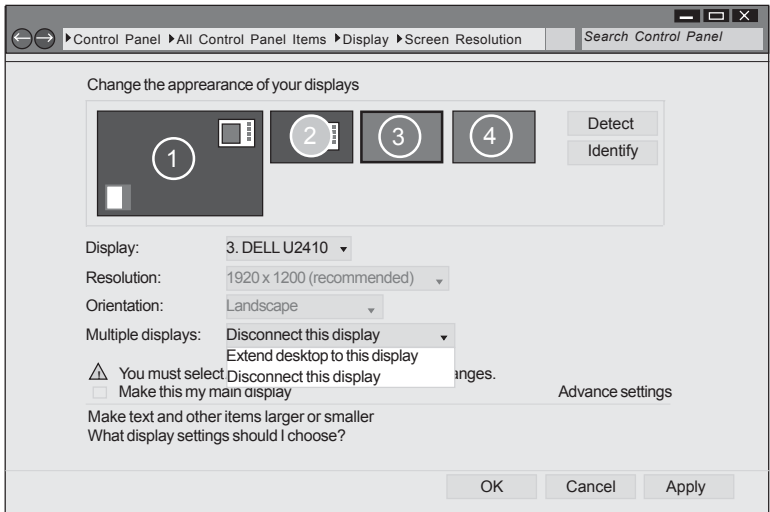 Control Panel All Control Panel Items Display Screen Resolution
Search Control Panel
Change the apprearance of your displays
1
2
3
4
Detect
Identify
Display: 3. DELL U2410
Resolution: 1920 x 1200 (recommended)
Orientation: Landscape
Multiple displays: Disconnect this display
Extend desktop to this display
Disconnect this display
You must select anges.
Make this my main display
Advance settings
Make text and other items larger or smaller
What display settings should I choose?
OK Cancel Apply